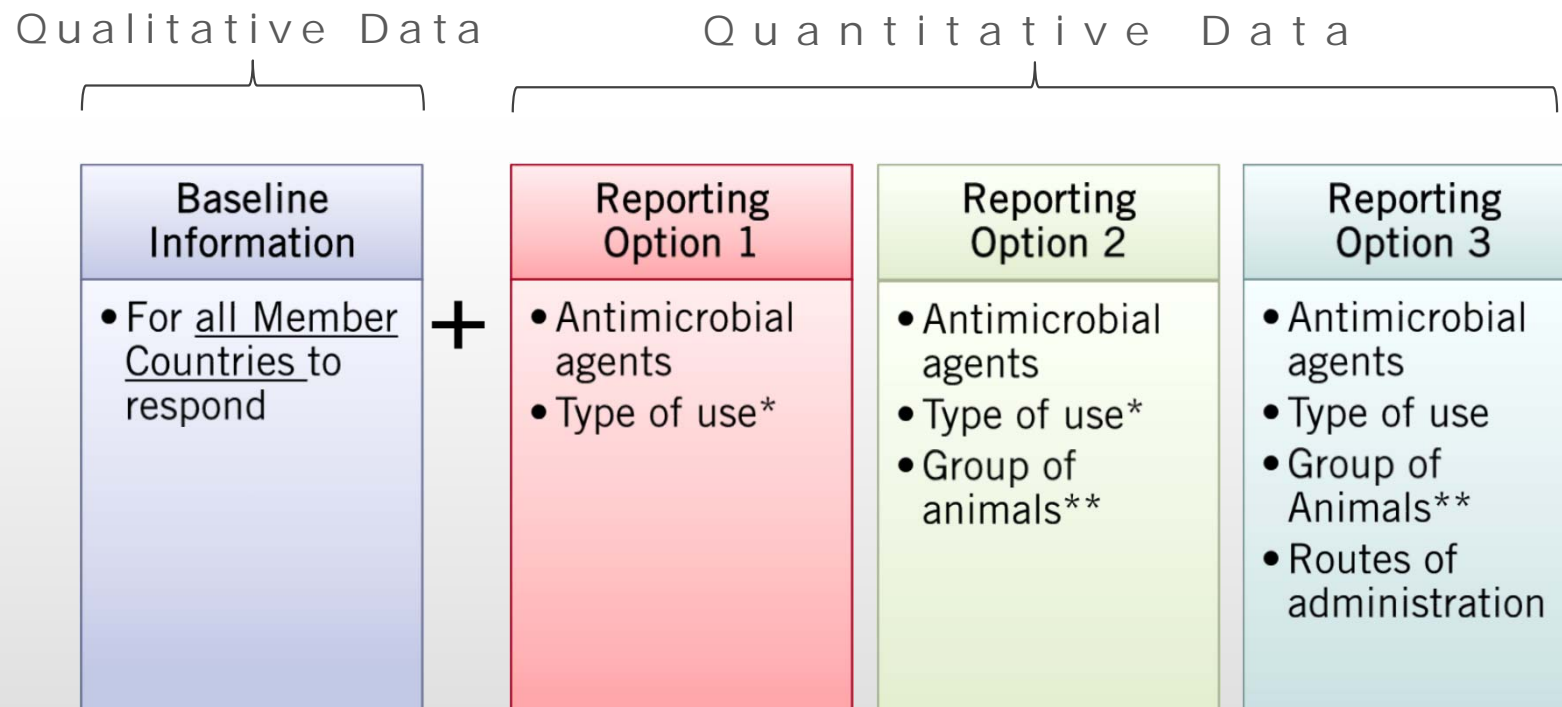 Qualitative Data
Quantitative Data
Baseline
Information
• For all Member
Countries to
respond
+
Reporting
Option 1
• Antimicrobial
agents
• Type of use*
Reporting
Option 2
• Antimicrobial
agents
• Type of use*
• Group of
animals**
Reporting
Option 3
• Antimicrobial
agents
• Type of use
• Group of
Animals**
• Routes of
administration